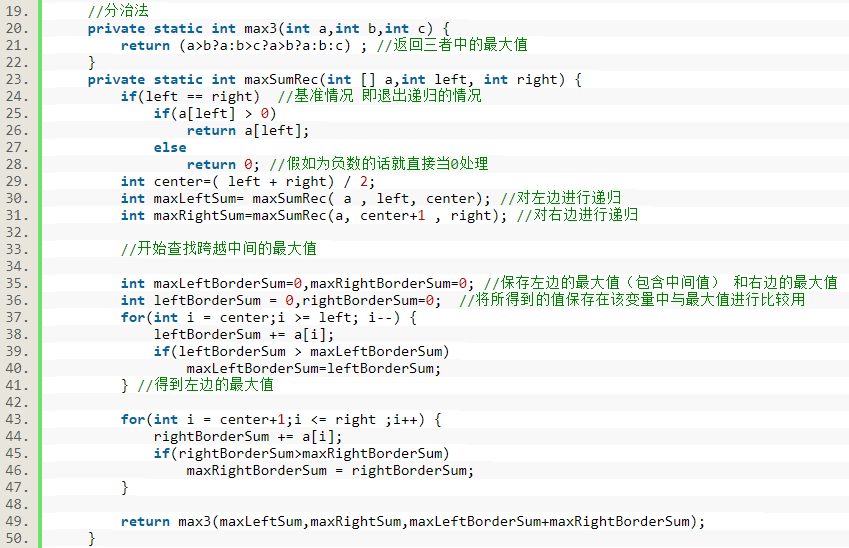 19. //分治法
20. private static int max3(int a,int b,int c) {
21. return (a>b?a:b>c?a>b?a:b:c) ; //返回三者中的最大值
22. }
23. private static int maxSumRec(int [] a,int left, int right) {
24. if(left == right)  //基准情况 即退出递归的情况
25. if(a[left] > 0)
26. return a[left];
27. else
28. return 0; //假如为负数的话就直接当0处理
29. int center=( left + right) / 2;
30. int maxLeftSum= maxSumRec( a , left, center); //对左边进行递归
31. int maxRightSum=maxSumRec(a, center+1 , right); //对右边进行递归
32.
33. //开始查找跨越中间的最大值
34.
35. int maxLeftBorderSum=0,maxRightBorderSum=0; //保存左边的最大值（包含中间值） 和右边的最大值
36. int leftBorderSum = 0,rightBorderSum=0;  //将所得到的值保存在该变量中与最大值进行比较用
37. for(int i = center;i >= left; i--) {
38. leftBorderSum += a[i];
39. if(leftBorderSum > maxLeftBorderSum)
40. maxLeftBorderSum=leftBorderSum;
41. } //得到左边的最大值
42.
43. for(int i = center+1;i <= right ;i++) {
44. rightBorderSum += a[i];
45. if(rightBorderSum>maxRightBorderSum)
46. maxRightBorderSum = rightBorderSum;
47. }
48.
49. return max3(maxLeftSum,maxRightSum,maxLeftBorderSum+maxRightBorderSum);
50. }